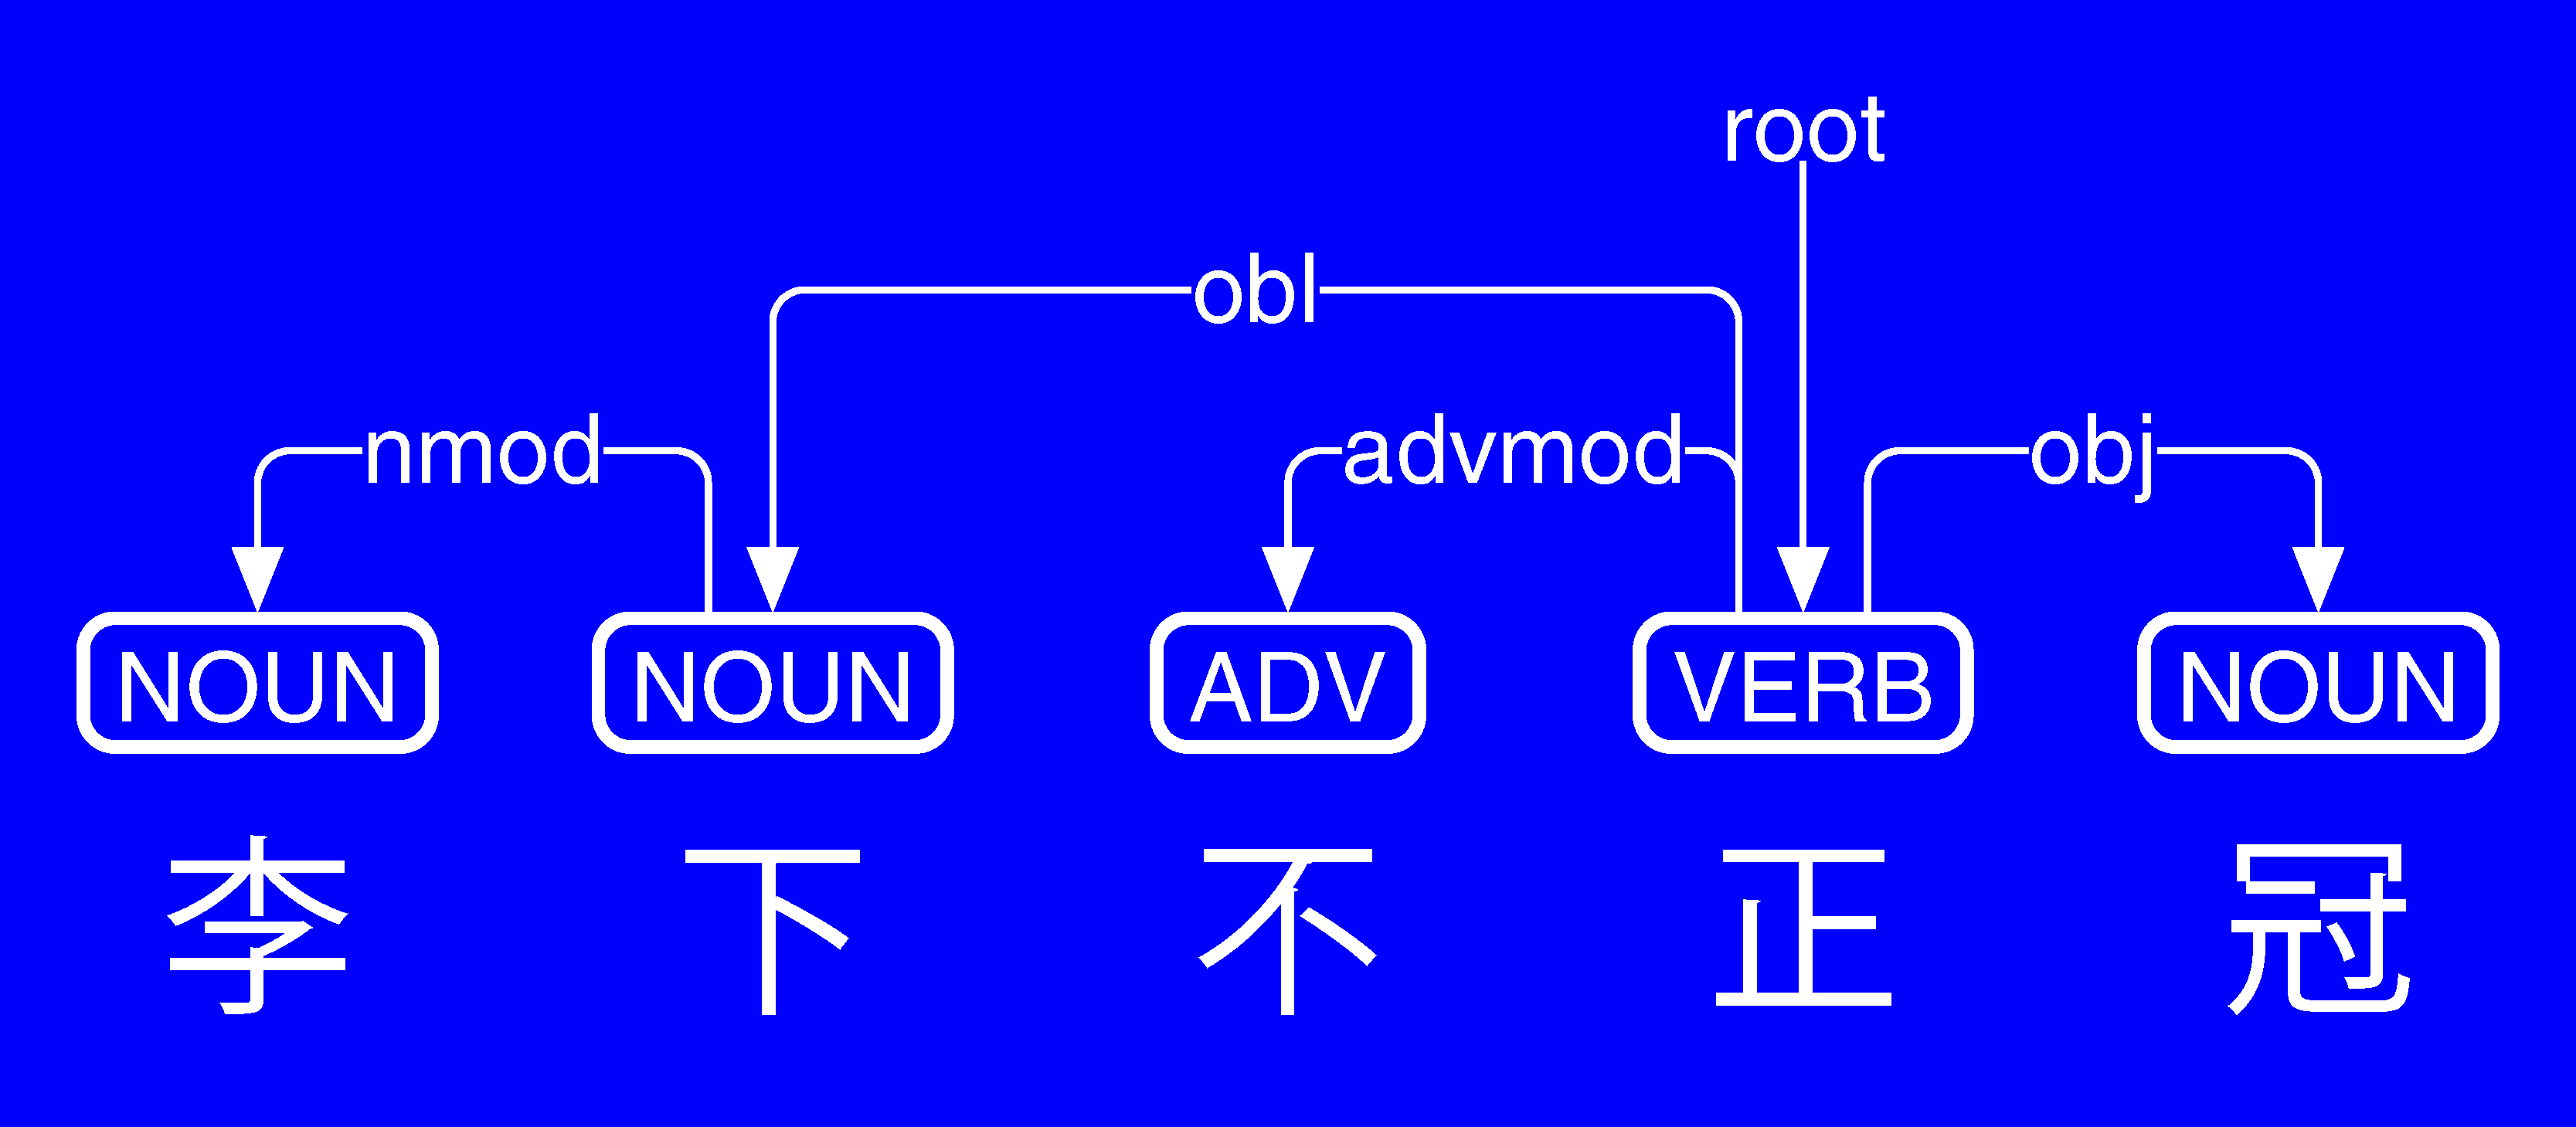 root
obl
nmod advmod obj
NOUN NOUN ADV VERB NOUN
李 下 不 正 冠